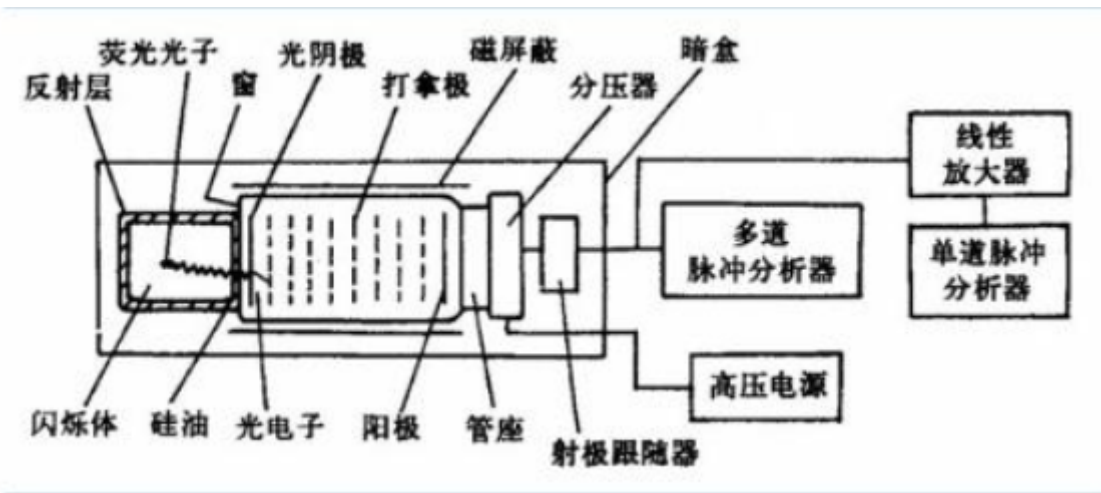 荧光光子
光阴极
磁屏蔽
暗盒
反射层
窗
打拿极
分压器
线性
放大器
多道
脉冲分析器
单道脉冲
分析器
高压电源
闪烁体
硅油
光电子
阳极
管座
射极跟随器